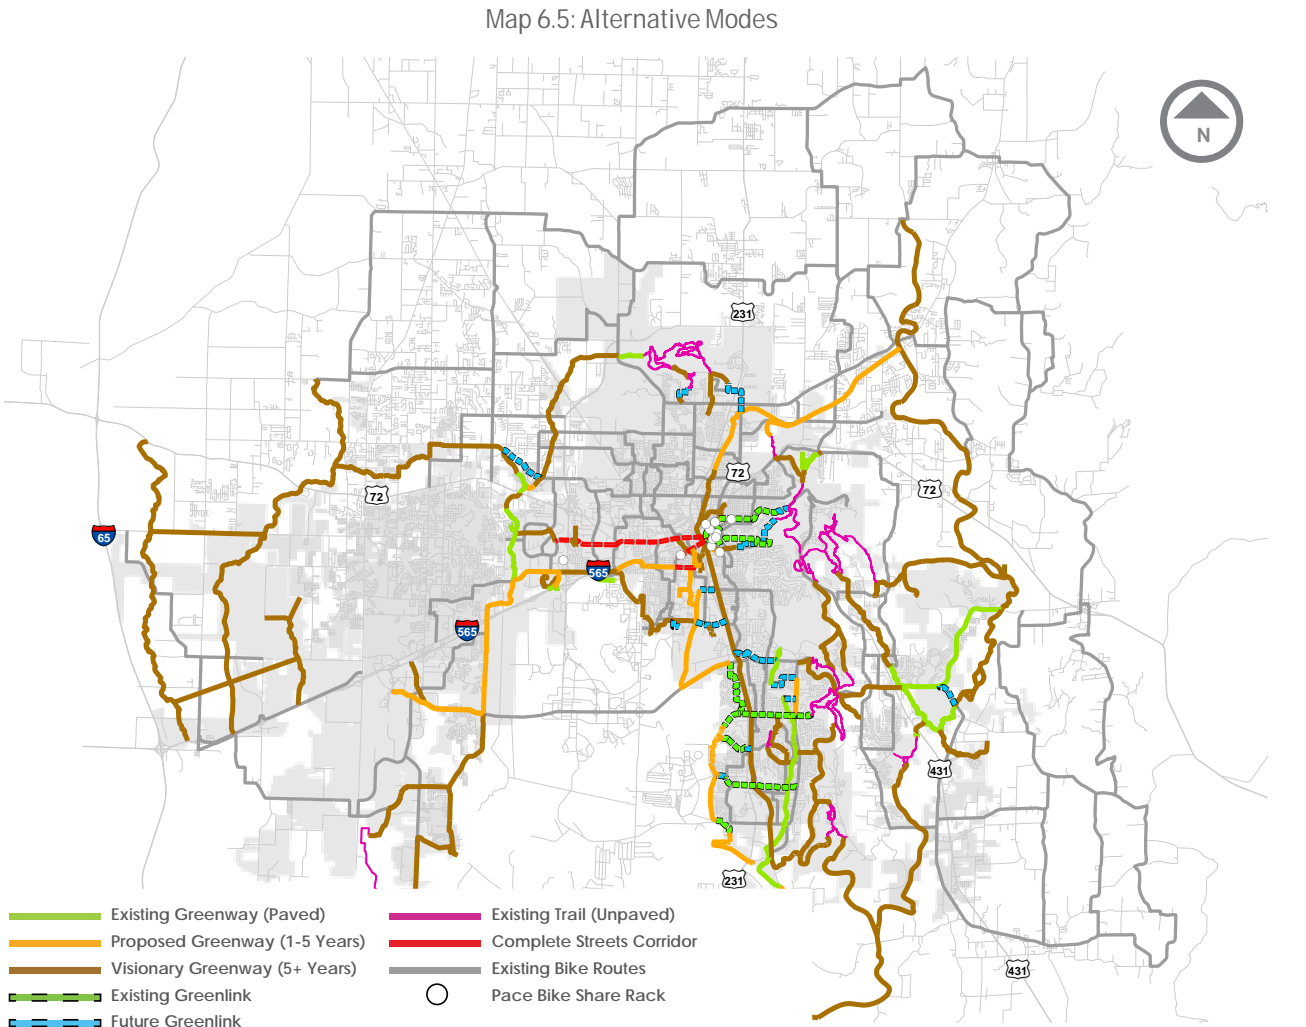 Map 6.5: Alternative Modes
N
231
72
72
72
65
565
565
431
231
431
Existing Greenway (Paved)
Proposed Greenway (1-5 Years)
Visionary Greenway (5+ Years)
Existing Greenlink
Future Greenlink
Existing Trail (Unpaved)
Complete Streets Corridor
Existing Bike Routes
Pace Bike Share Rack